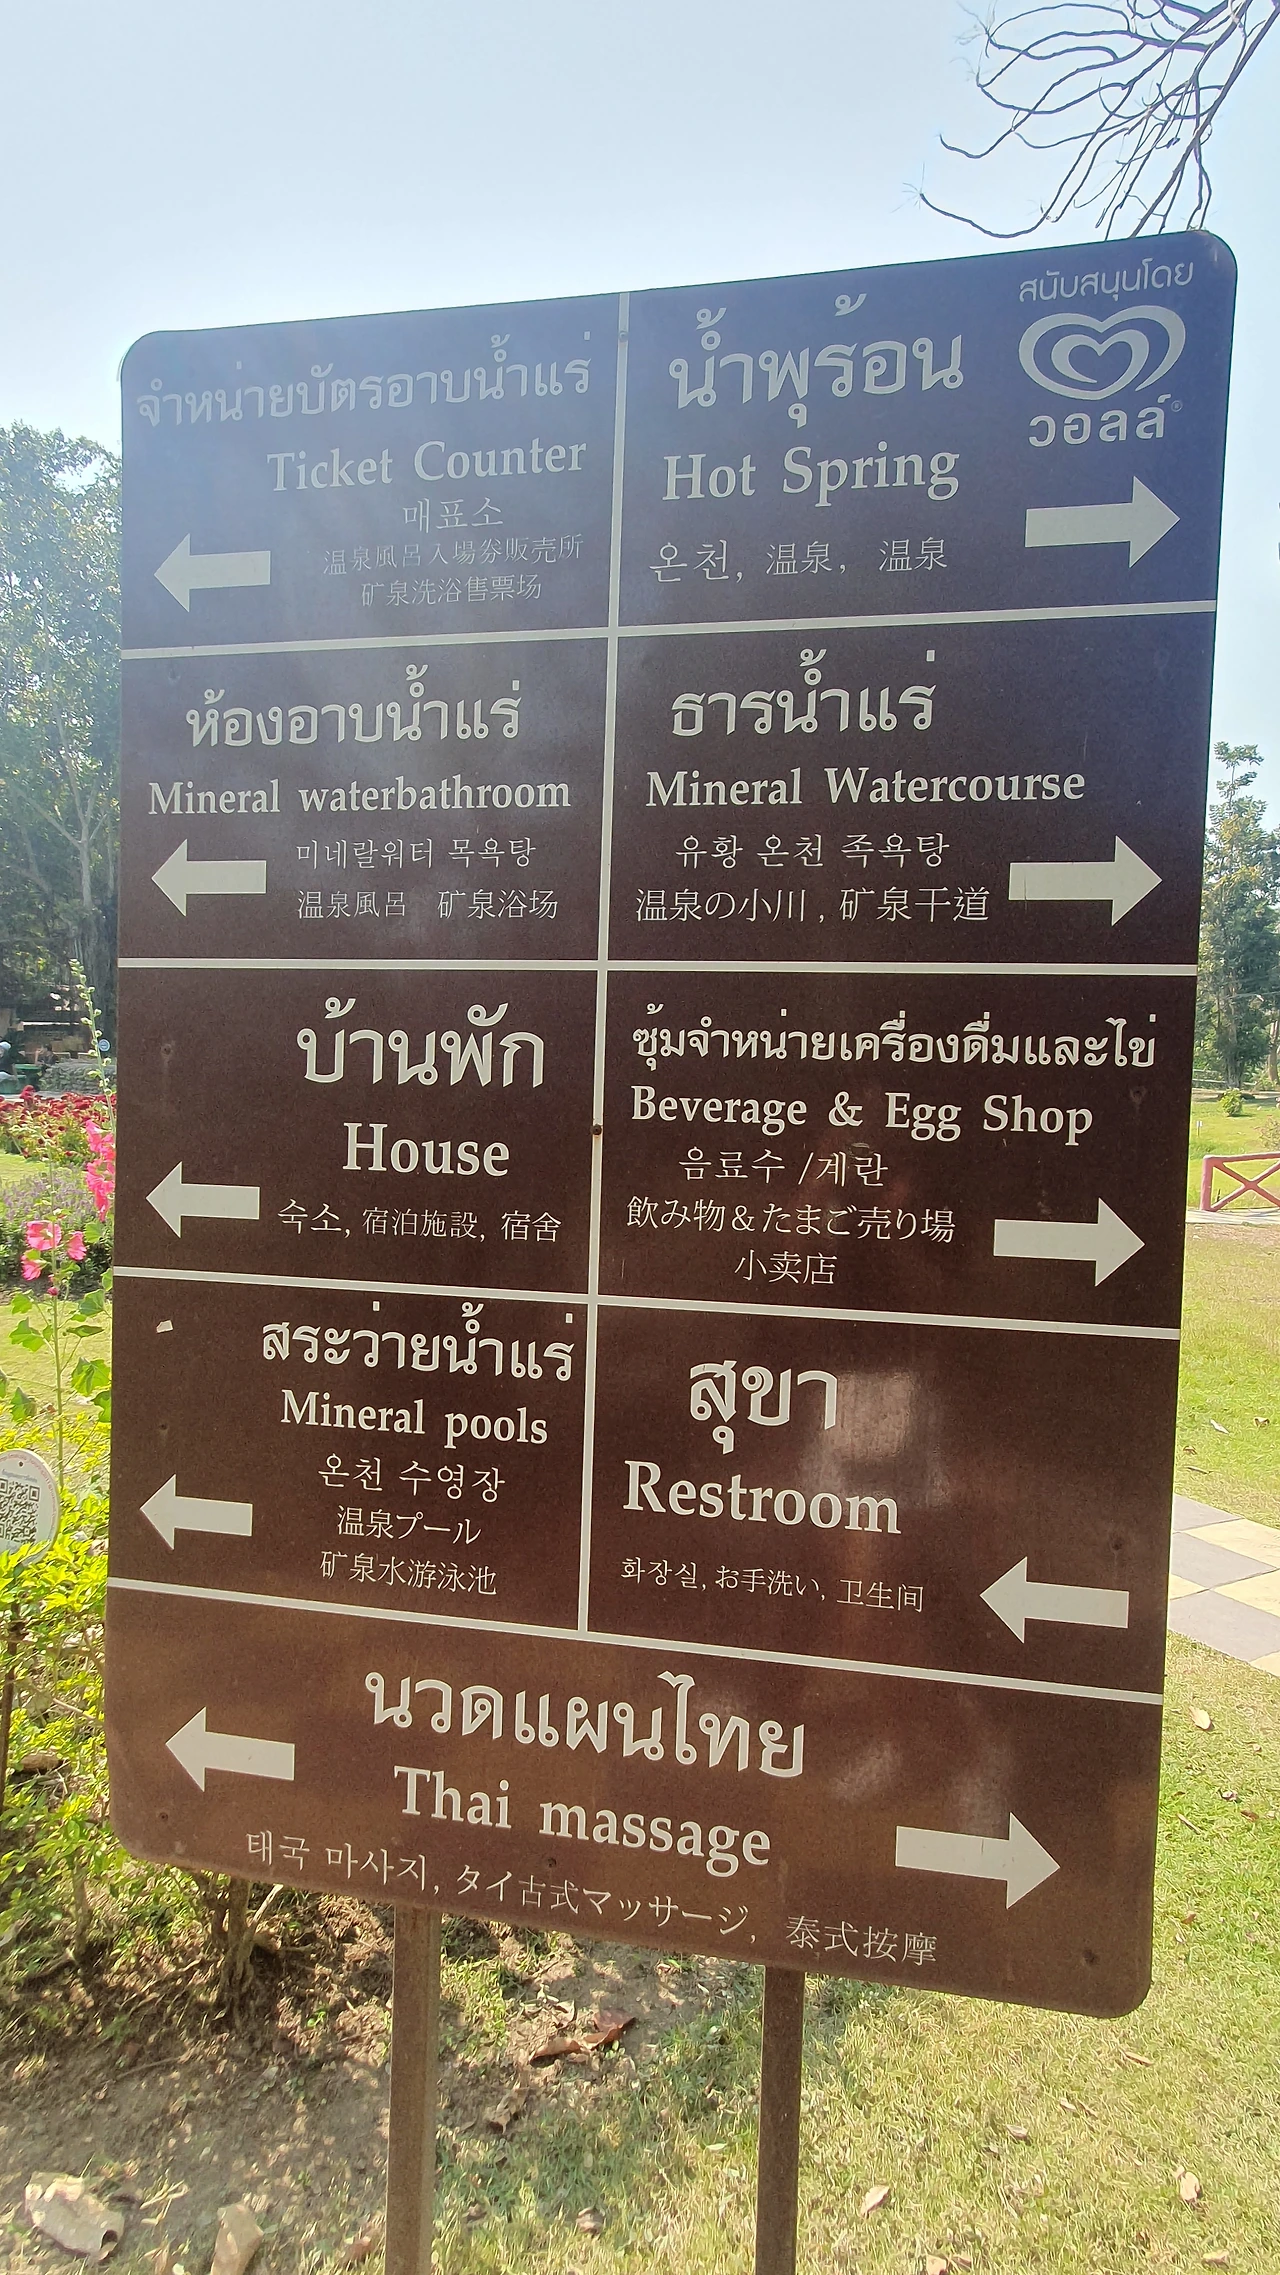 จำหน่ายบัตรอาบน้ำแร่
Ticket Counter
매표소
温泉風呂入場券販売所
矿泉洗浴售票场
สนับสนุนโดย
วอลล์®
น้ำพุร้อน
Hot Spring
온천, 温泉, 温泉
ห้องอาบน้ำแร่
Mineral waterbathroom
미네랄워터 목욕탕
温泉風呂 矿泉浴场
ธารน้ำแร่
Mineral Watercourse
유황 온천 족욕탕
温泉の小川, 矿泉干道
บ้านพัก
House
숙소, 宿泊施設, 宿舍
ซุ้มจำหน่ายเครื่องดื่มและไข่
Beverage & Egg Shop
음료수 /계란
飲み物&たまご売り場
小卖店
สระว่ายน้ำแร่
Mineral pools
온천 수영장
温泉プール
矿泉水游泳池
สุขา
Restroom
화장실, お手洗い, 卫生间
นวดแผนไทย
Thai massage
태국 마사지, タイ古式マッサージ, 泰式按摩